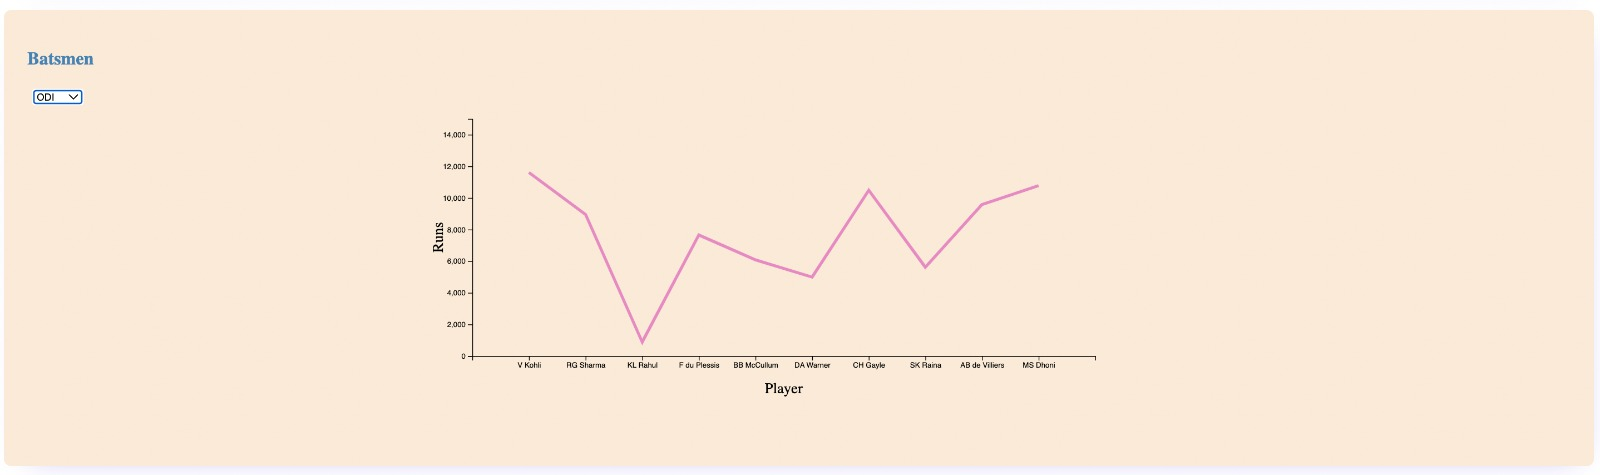 Batsmen
ODI
14,000
12,000
10,000
8,000
6,000
4,000
2,000
0
Runs
V Kohli RG Sharma KL Rahul F du Plessis BB McCullum DA Warner CH Gayle SK Raina AB de Villiers MS Dhoni
Player